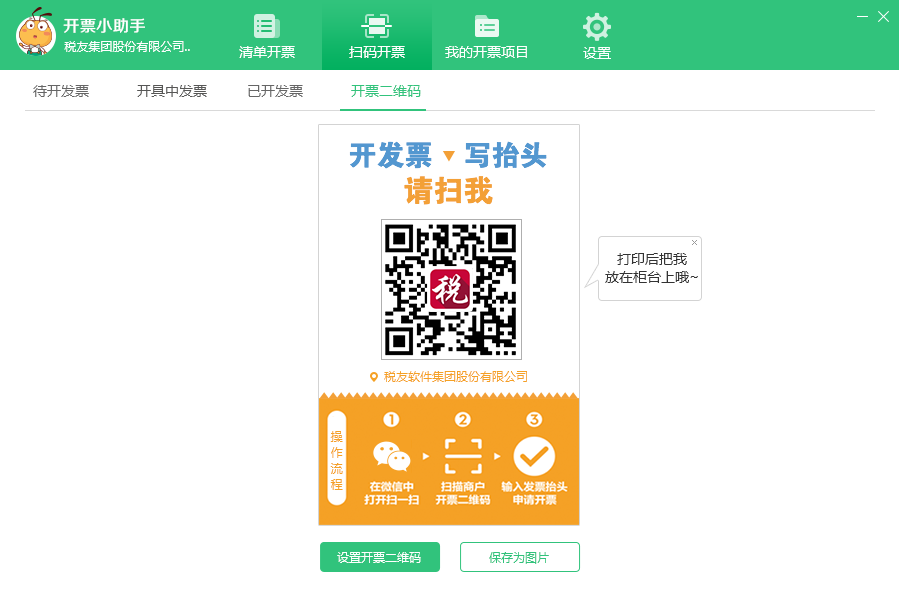 开票小助手
税友集团股份有限公司..
清单开票
扫码开票
我的开票项目
设置
待开发票
开具中发票
已开发票
开票二维码
开发票 写抬头
请扫我
税
税友软件集团股份有限公司
打印后把我
放在柜台上哦~
操作流程
1
2
3
在微信中
打开扫一扫
扫描商户
开票二维码
输入发票抬头
申请开票
设置开票二维码
保存为图片